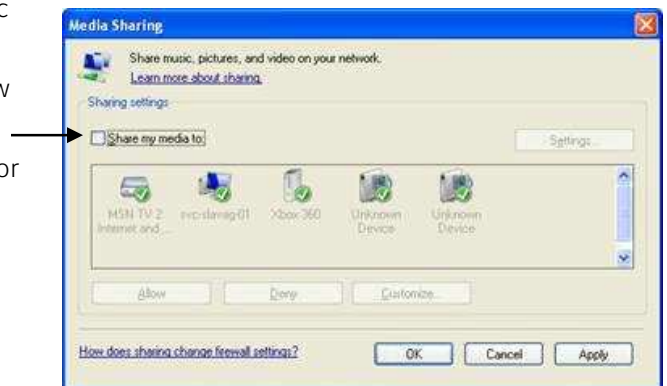 c
w
or
Media Sharing
Share music, pictures, and video on your network.
Learn more about sharing.
Sharing settings
Share my media to:
Settings...
MSN TV 2
Internet and ...
Xbox 360
Unknown
Device
Unknown
Device
Allow
Deny
Customize...
How does sharing change firewall settings?
OK
Cancel
Apply